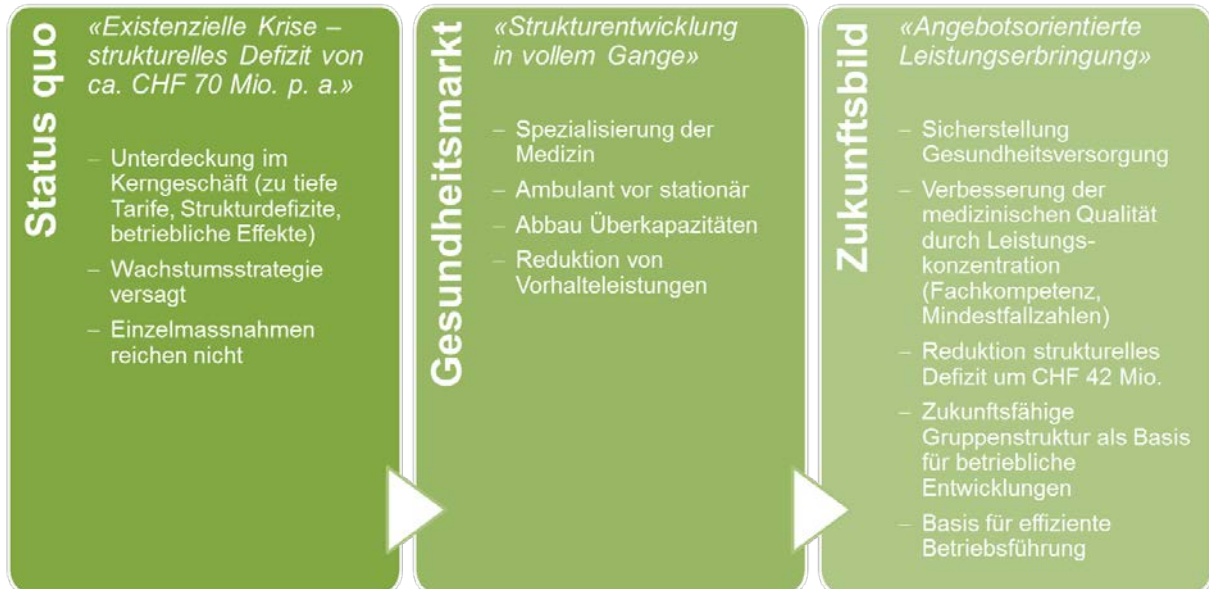 Status quo
«Existenzielle Krise –
strukturelles Defizit von
ca. CHF 70 Mio. p. a.»
– Unterdeckung im
Kerngeschäft (zu tiefe
Tarife, Strukturdefizite,
betriebliche Effekte)
– Wachstumsstrategie
versagt
– Einzelmassnahmen
reichen nicht
Gesundheitsmarkt
«Strukturentwicklung
in vollem Gange»
– Spezialisierung der
Medizin
– Ambulant vor stationär
– Abbau Überkapazitäten
– Reduktion von
Vorhalteleistungen
Zukunftsbild
«Angebotsorientierte
Leistungserbringung»
– Sicherstellung
Gesundheitsversorgung
– Verbesserung der
medizinischen Qualität
durch Leistungs-
konzentration
(Fachkompetenz,
Mindestfallzahlen)
– Reduktion strukturelles
Defizit um CHF 42 Mio.
– Zukunftsfähige
Gruppenstruktur als Basis
für betriebliche
Entwicklungen
– Basis für effiziente
Betriebsführung